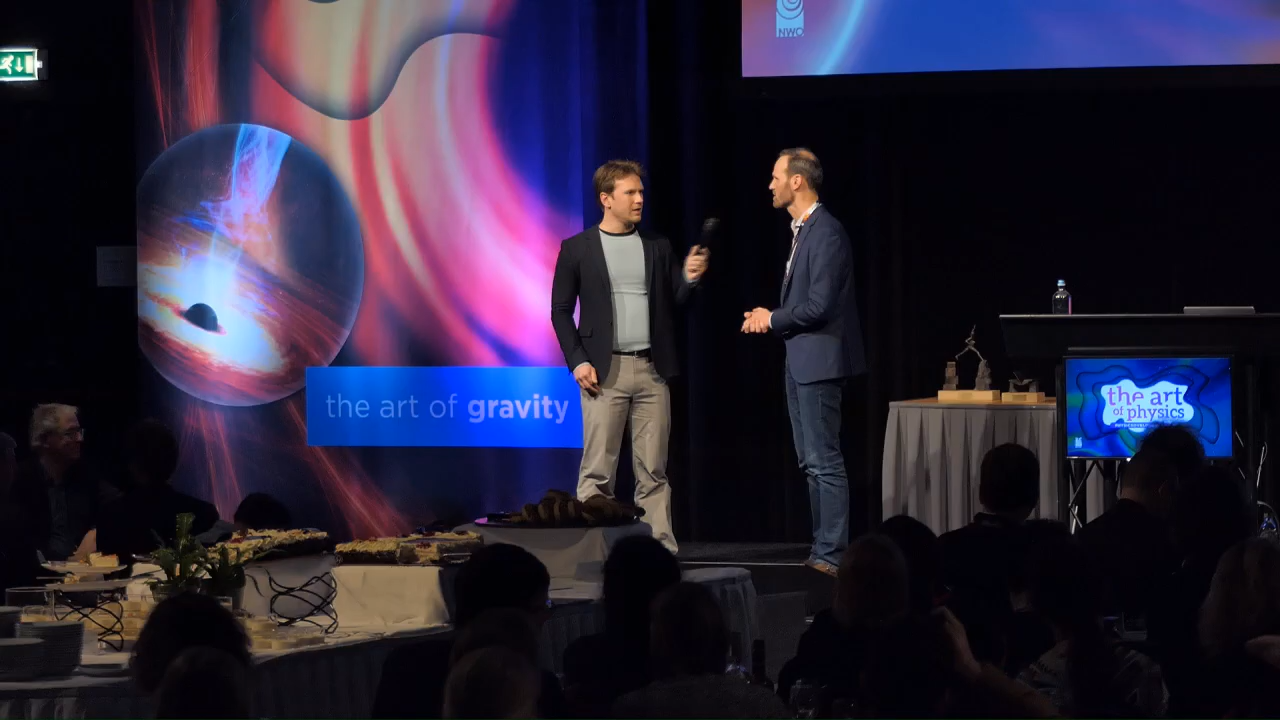 NWO
the art of gravity
the art
of physics